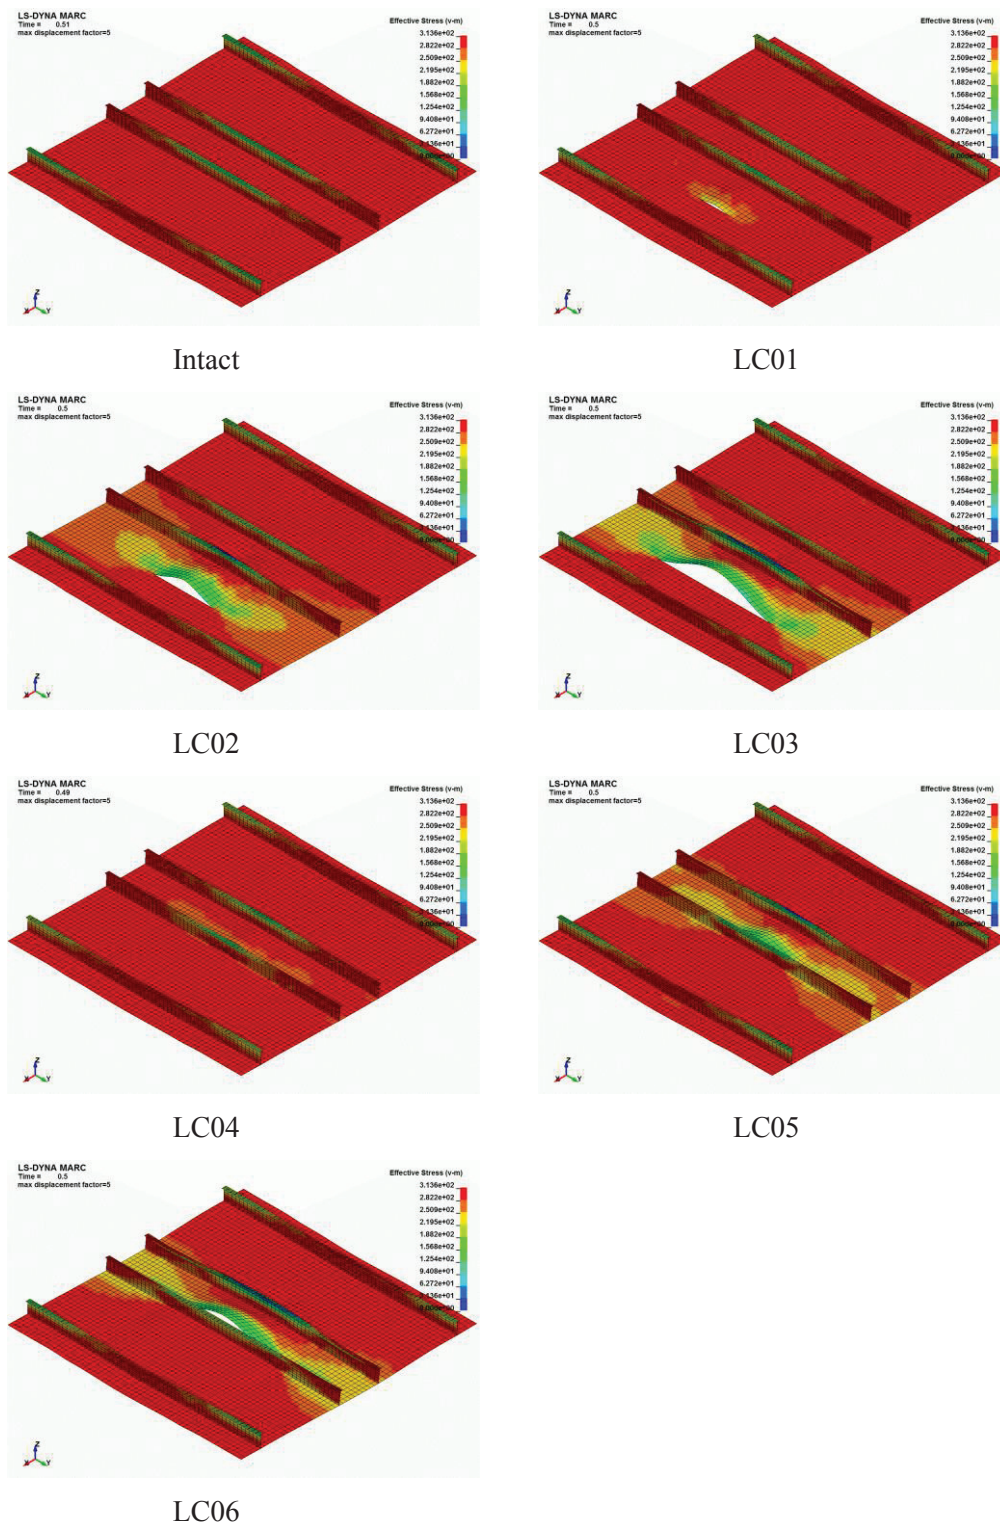 LS-DYNA MARC
Time = 0.51
max displacement factor=5
Effective Stress (v-m)
3.136e+02
2.822e+02
2.509e+02
2.195e+02
1.882e+02
1.568e+02
1.254e+02
9.408e+01
6.272e+01
Z
X Y
Intact
LS-DYNA MARC
Time = 0.5
max displacement factor=5
Effective Stress (v-m)
3.136e+02
2.822e+02
2.509e+02
2.195e+02
1.882e+02
1.568e+02
1.254e+02
9.408e+01
6.272e+01
Z
X Y
LC01
LS-DYNA MARC
Time = 0.5
max displacement factor=5
Effective Stress (v-m)
3.136e+02
2.822e+02
2.509e+02
2.195e+02
1.882e+02
1.568e+02
1.254e+02
9.408e+01
6.272e+01
Z
X Y
LC02
LS-DYNA MARC
Time = 0.5
max displacement factor=5
Effective Stress (v-m)
3.136e+02
2.822e+02
2.509e+02
2.195e+02
1.882e+02
1.568e+02
1.254e+02
9.408e+01
6.272e+01
Z
X Y
LC03
LS-DYNA MARC
Time = 0.49
max displacement factor=5
Effective Stress (v-m)
3.136e+02
2.822e+02
2.509e+02
2.195e+02
1.882e+02
1.568e+02
1.254e+02
9.408e+01
6.272e+01
Z
X Y
LC04
LS-DYNA MARC
Time = 0.5
max displacement factor=5
Effective Stress (v-m)
3.136e+02
2.822e+02
2.509e+02
2.195e+02
1.882e+02
1.568e+02
1.254e+02
9.408e+01
6.272e+01
Z
X Y
LC05
LS-DYNA MARC
Time = 0.5
max displacement factor=5
Effective Stress (v-m)
3.136e+02
2.822e+02
2.509e+02
2.195e+02
1.882e+02
1.568e+02
1.254e+02
9.408e+01
6.272e+01
Z
X Y
LC06